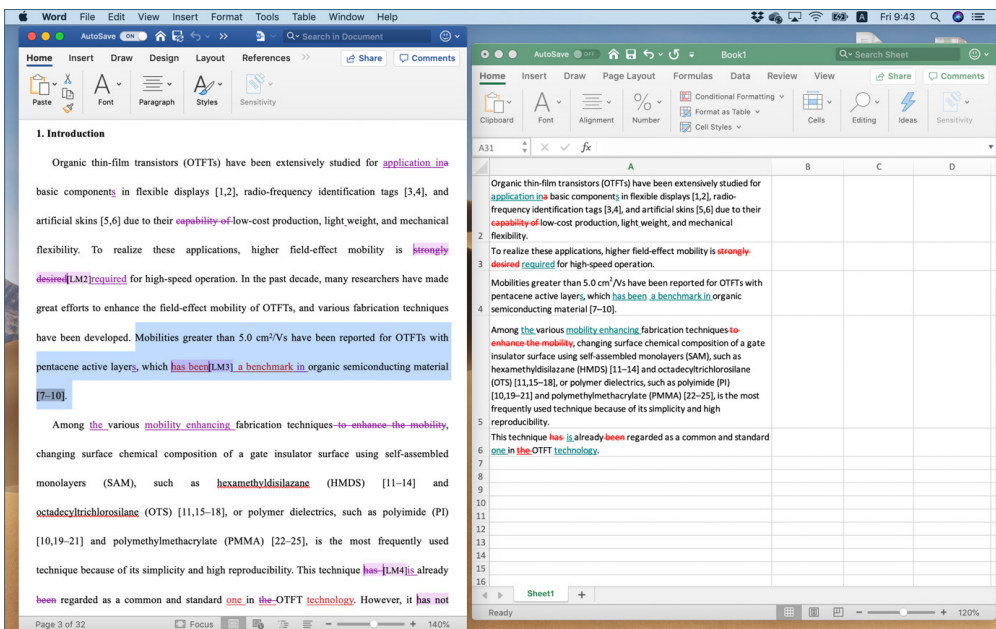 Word File Edit View Insert Format Tools Table Window Help
Fri 9:43
AutoSave ON
Search in Document
Home Insert Draw Design Layout References
Share Comments
Paste Font Paragraph Styles Sensitivity
1. Introduction
Organic thin-film transistors (OTFTs) have been extensively studied for application ina
basic components in flexible displays [1,2], radio-frequency identification tags [3,4], and
artificial skins [5,6] due to their capability of low-cost production, light weight, and mechanical
flexibility. To realize these applications, higher field-effect mobility is strongly
desired[LM2]required for high-speed operation. In the past decade, many researchers have made
great efforts to enhance the field-effect mobility of OTFTs, and various fabrication techniques
have been developed. Mobilities greater than 5.0 cm²/Vs have been reported for OTFTs with
pentacene active layers, which has been[LM3] a benchmark in organic semiconducting material
[7–10].
Among the various mobility enhancing fabrication techniques to enhance the mobility,
changing surface chemical composition of a gate insulator surface using self-assembled
monolayers (SAM), such as hexamethyldisilazane (HMDS) [11–14] and
octadecyltrichlorosilane (OTS) [11,15–18], or polymer dielectrics, such as polyimide (PI)
[10,19–21] and polymethylmethacrylate (PMMA) [22–25], is the most frequently used
technique because of its simplicity and high reproducibility. This technique has [LM4]is already
been regarded as a common and standard one in the OTFT technology. However, it has not
Page 3 of 32 Focus 140%
AutoSave OFF Book1
Search Sheet
Home Insert Draw Page Layout Formulas Data Review View Share Comments
Conditional Formatting
Format as Table
Cell Styles
Clipboard Font Alignment Number Cells Editing Ideas Sensitivity
A31 fx
A B C D
Organic thin-film transistors (OTFTs) have been extensively studied for
application ina basic components in flexible displays [1,2], radio-
frequency identification tags [3,4], and artificial skins [5,6] due to their
capability of low-cost production, light weight, and mechanical
2 flexibility.
To realize these applications, higher field-effect mobility is strongly
3 desired required for high-speed operation.
Mobilities greater than 5.0 cm²/Vs have been reported for OTFTs with
pentacene active layers, which has been a benchmark in organic
4 semiconducting material [7–10].
Among the various mobility enhancing fabrication techniques to
enhance the mobility, changing surface chemical composition of a gate
insulator surface using self-assembled monolayers (SAM), such as
hexamethyldisilazane (HMDS) [11–14] and octadecyltrichlorosilane
(OTS) [11,15–18], or polymer dielectrics, such as polyimide (PI)
[10,19–21] and polymethylmethacrylate (PMMA) [22–25], is the most
frequently used technique because of its simplicity and high
5 reproducibility.
This technique has is already been regarded as a common and standard
6 one in the OTFT technology.
7
8
9
10
11
12
13
14
15
16
Sheet1 +
Ready 120%